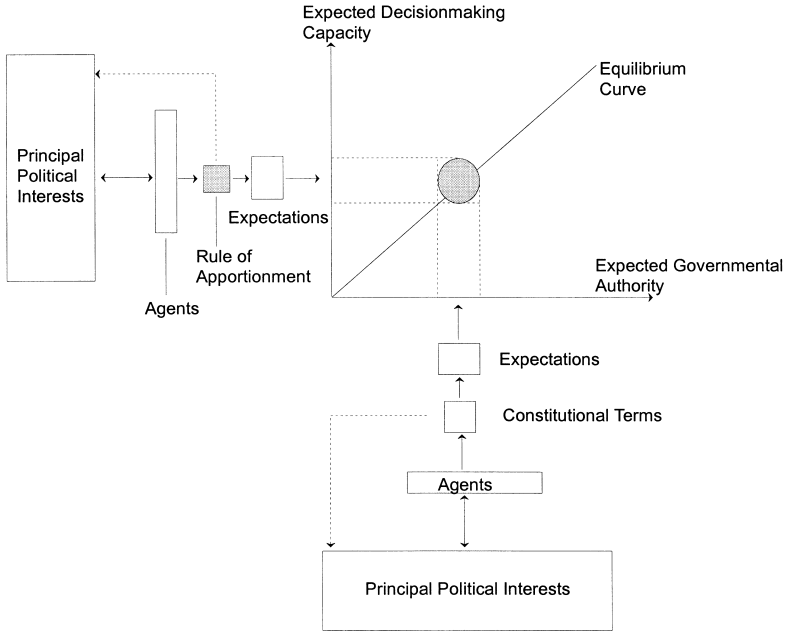 Expected Decisionmaking
Capacity
Equilibrium
Curve
Principal
Political
Interests
Expectations
Rule of
Apportionment
Agents
Expected Governmental
Authority
Expectations
Constitutional Terms
Agents
Principal Political Interests